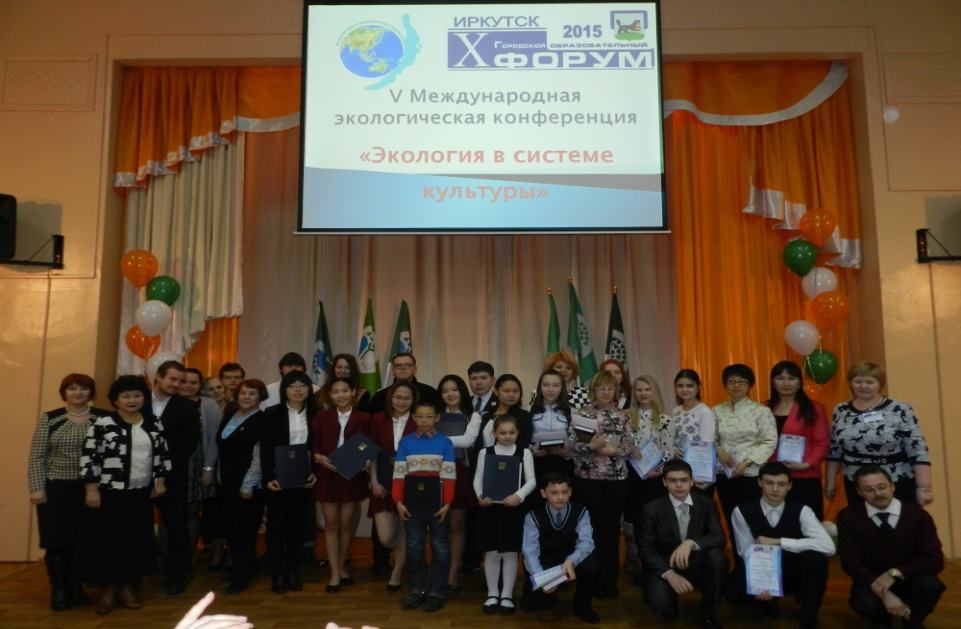 ИРКУТСК
2015
X
ГОРОДСКОЙ ОБРАЗОВАТЕЛЬНЫЙ
ФОРУМ
V Международная
экологическая конференция
«Экология в системе
культуры»